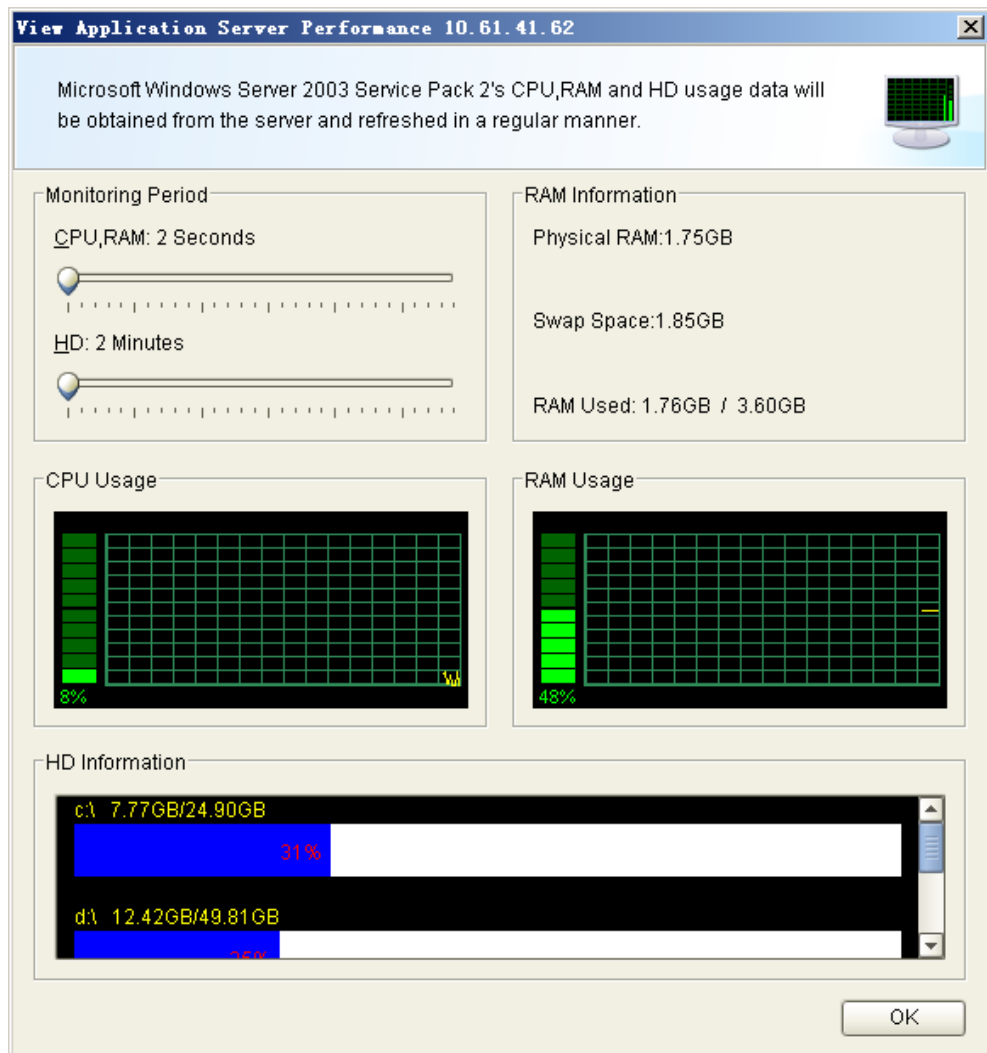 View Application Server Performance 10.61.41.62
Microsoft Windows Server 2003 Service Pack 2's CPU,RAM and HD usage data will
be obtained from the server and refreshed in a regular manner.
Monitoring Period
CPU,RAM: 2 Seconds
HD: 2 Minutes
RAM Information
Physical RAM:1.75GB
Swap Space:1.85GB
RAM Used: 1.76GB / 3.60GB
CPU Usage
8%
RAM Usage
48%
HD Information
c:\ 7.77GB/24.90GB
31%
d:\ 12.42GB/49.81GB
25%
OK